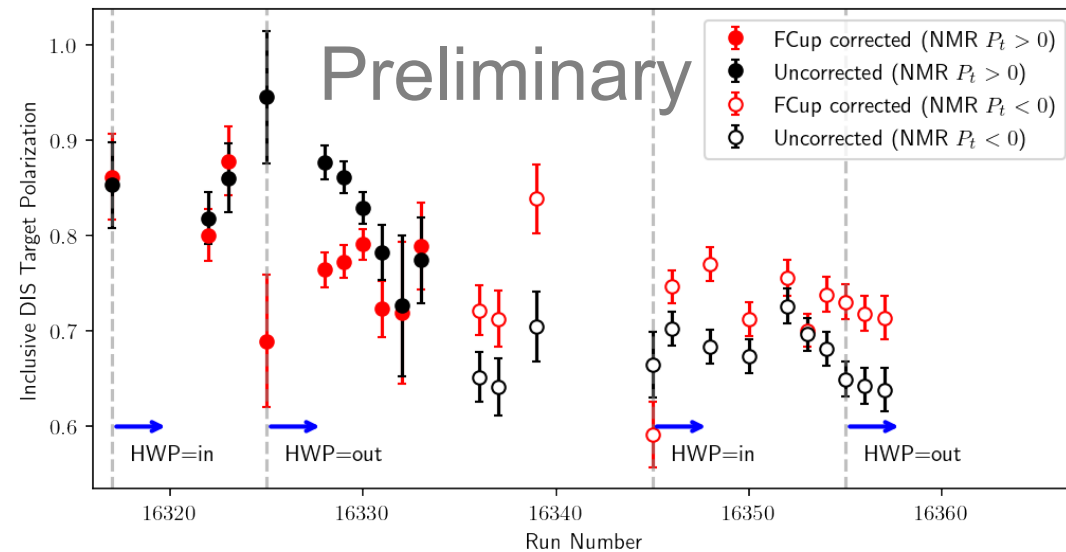 Preliminary
FCup corrected (NMR $P_t > 0$)
Uncorrected (NMR $P_t > 0$)
FCup corrected (NMR $P_t < 0$)
Uncorrected (NMR $P_t < 0$)
Inclusive DIS Target Polarization
1.0
0.9
0.8
0.7
0.6
HWP=in
HWP=out
HWP=in
HWP=out
16320
16330
16340
16350
16360
Run Number